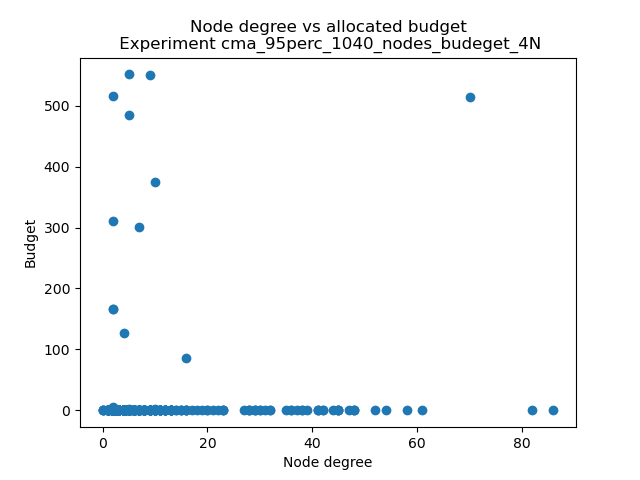 Node degree vs allocated budget
Experiment cma_95perc_1040_nodes_budeget_4N
500
400
300
200
100
0
Budget
0 20 40 60 80
Node degree